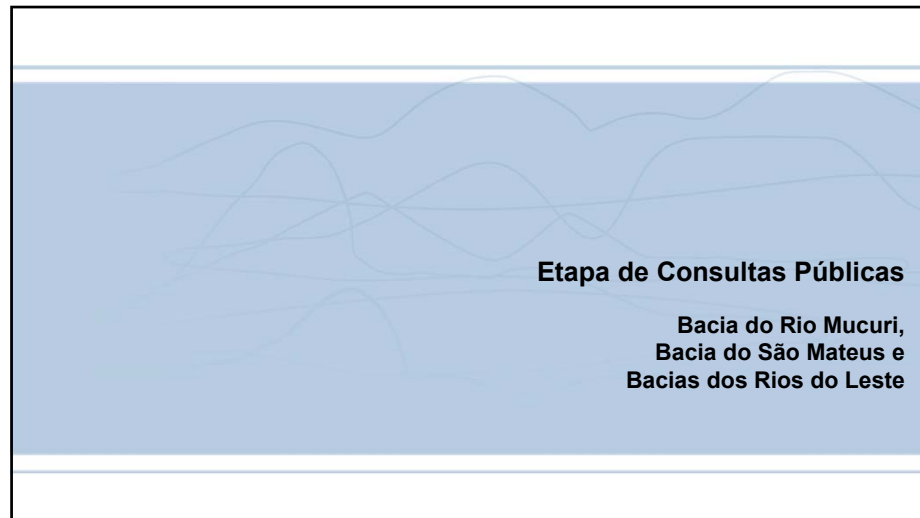 Etapa de Consultas Públicas
Bacia do Rio Mucuri,
Bacia do São Mateus e
Bacias dos Rios do Leste